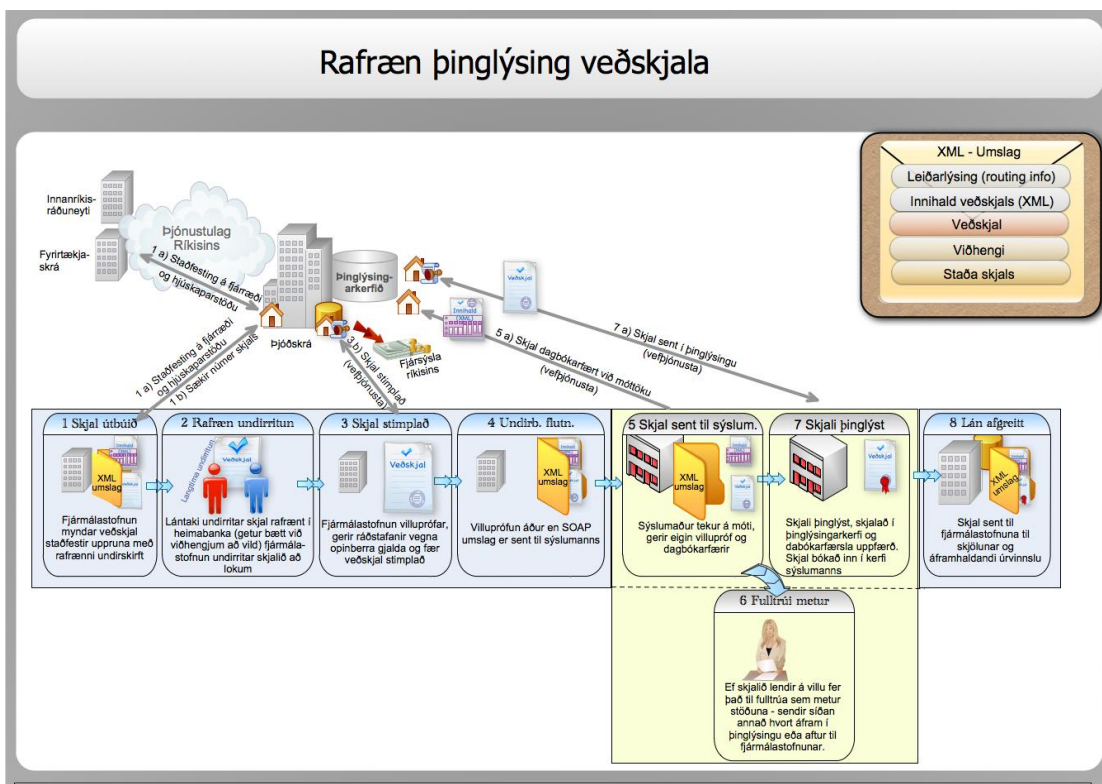 Rafræn þinglýsing veðskjala
XML - Umslag
Leiðarlýsing (routing info)
Innihald veðskjals (XML)
Veðskjal
Viðhengi
Staða skjals
Innanríkis-
ráðuneyti
Fyrirtækja-
skrá
Þjónustulag
Ríkisins
1 a) Staðfesting á fjárræði
og hjúskaparstöðu
Þinglýsing-
arkerfið
Þjóðskrá
Fjársýsla
ríkisins
Veðskjal
Innihald
(XML)
7 a) Skjal sent í þinglýsingu
(vefþjónusta)
5 a) Skjal dagbókarfært við móttöku
(vefþjónusta)
3.b) Skjal stimplað
(vefþjónusta)
1 a) Staðfesting á fjárræði
og hjúskaparstöðu
1 b) Sækir númer skjals
1 Skjal útbúið
XML
umslag
Fjármálastofnun
myndar veðskjal
staðfestir uppruna með
rafrænni undirskirft
2 Rafræn undirritun
Langtíma undirritun
Veðskjal
Lántaki undirritar skjal rafrænt í
heimabanka (getur bætt við
viðhengjum að vild) fjármála-
stofnun undirritar skjalið að
lokum
3 Skjal stimplað
Veðskjal
Fjármálastofnun villuprófar,
gerir ráðstafanir vegna
opinberra gjalda og fær
veðskjal stimplað
4 Undirb. flutn.
XML
umslag
Villuprófun áður en SOAP
umslag er sent til sýslumanns
5 Skjal sent til sýslum.
XML
umslag
Sýslumaður tekur á móti,
gerir eigin villupróf og
dagbókarfærir
7 Skjali þinglýst
Veðskjal
Skjali þinglýst, skjalað í
þinglýsingarkerfi og
dabókarfærsla uppfærð.
Skjal bókað inn í kerfi
sýslumanns
8 Lán afgreitt
XML
umslag
Skjal sent til
fjármálastofnuna til
skjölunar og
áframhaldandi úrvinnslu
6 Fulltrúi metur
Ef skjalið lendir á villu fer
það til fulltrúa sem metur
stöðuna - sendir síðan
annað hvort áfram í
þinglýsingu eða aftur til
fjármálastofnunar.